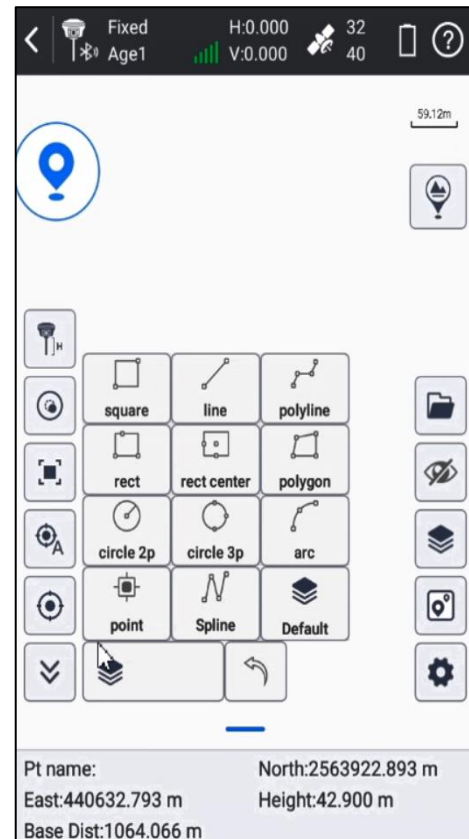 Fixed H:0.000 32
Age1 V:0.000 40
?
59.12m
H
square line polyline
rect rect center polygon
A
circle 2p circle 3p arc
point Spline Default
Pt name: North:2563922.893 m
East:440632.793 m Height:42.900 m
Base Dist:1064.066 m